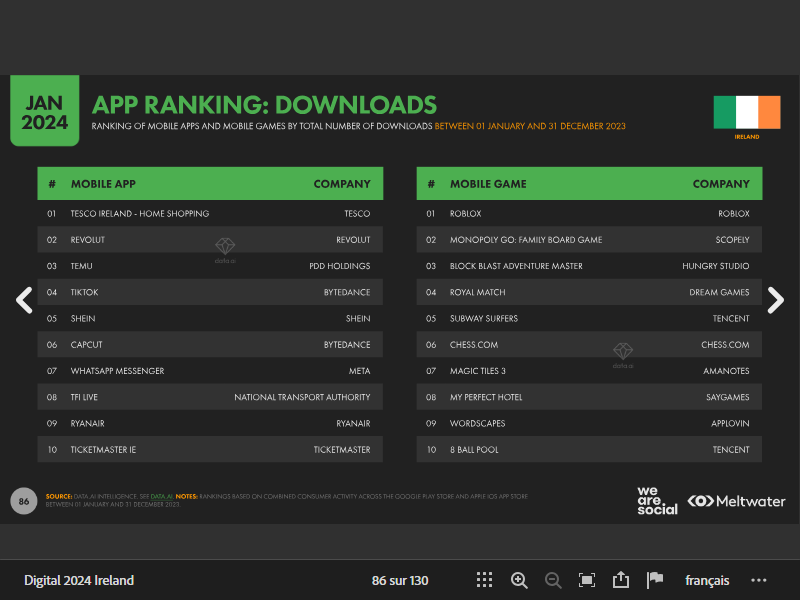 JAN
2024
APP RANKING: DOWNLOADS
RANKING OF MOBILE APPS AND MOBILE GAMES BY TOTAL NUMBER OF DOWNLOADS BETWEEN 01 JANUARY AND 31 DECEMBER 2023
IRELAND
# MOBILE APP COMPANY
01 TESCO IRELAND - HOME SHOPPING TESCO
02 REVOLUT REVOLUT
03 TEMU PDD HOLDINGS
04 TIKTOK BYTEDANCE
05 SHEIN SHEIN
06 CAPCUT BYTEDANCE
07 WHATSAPP MESSENGER META
08 TFI LIVE NATIONAL TRANSPORT AUTHORITY
09 RYANAIR RYANAIR
10 TICKETMASTER IE TICKETMASTER
data.ai
# MOBILE GAME COMPANY
01 ROBLOX ROBLOX
02 MONOPOLY GO: FAMILY BOARD GAME SCOPELY
03 BLOCK BLAST ADVENTURE MASTER HUNGRY STUDIO
04 ROYAL MATCH DREAM GAMES
05 SUBWAY SURFERS TENCENT
06 CHESS.COM CHESS.COM
07 MAGIC TILES 3 AMANOTES
08 MY PERFECT HOTEL SAYGAMES
09 WORDSCAPES APPLOVIN
10 8 BALL POOL TENCENT
data.ai
86
SOURCE: DATA.AI INTELLIGENCE. SEE DATA.AI. NOTES: RANKINGS BASED ON COMBINED CONSUMER ACTIVITY ACROSS THE GOOGLE PLAY STORE AND APPLE IOS APP STORE
BETWEEN 01 JANUARY AND 31 DECEMBER 2023.
we
are.
social
Meltwater
Digital 2024 Ireland
86 sur 130
français